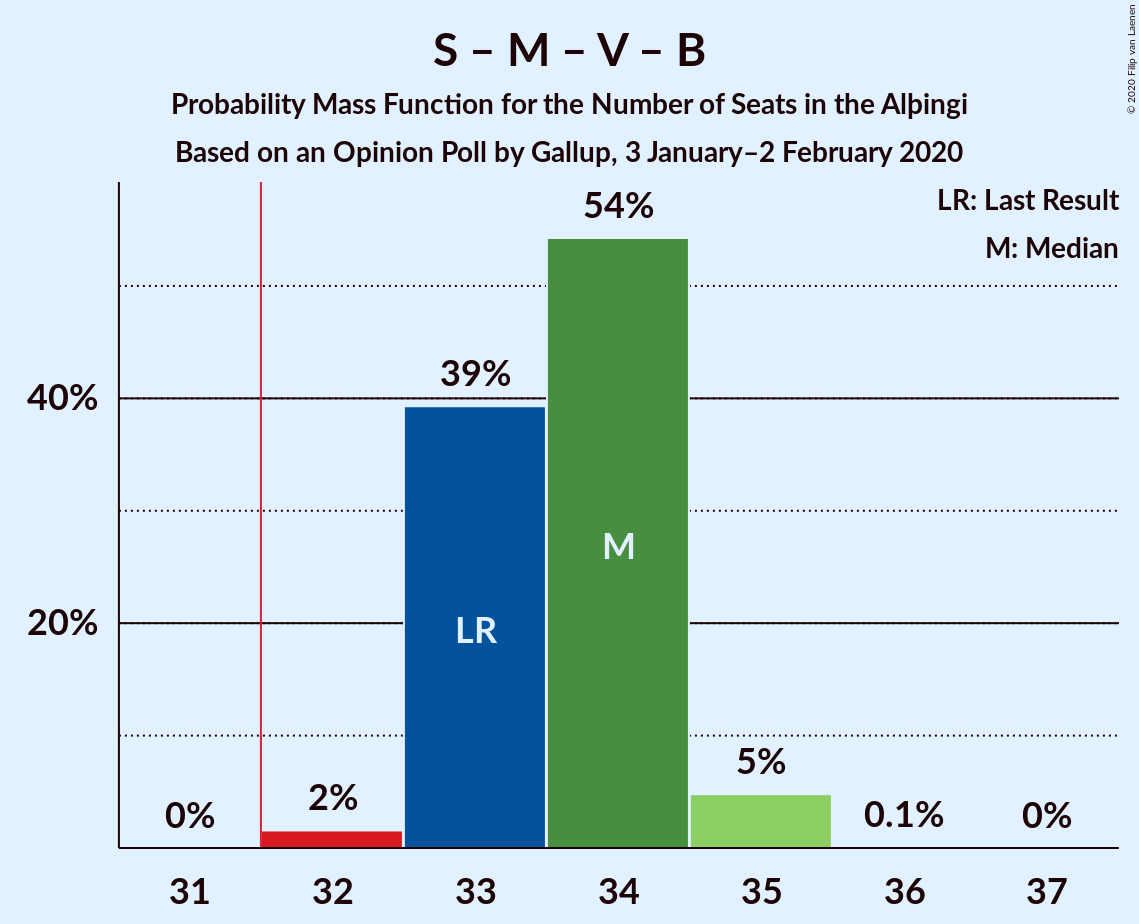 S – M – V – B
Probability Mass Function for the Number of Seats in the Alþingi
Based on an Opinion Poll by Gallup, 3 January–2 February 2020
© 2020 Filip van Laenen
LR: Last Result
M: Median
54%
39%
40%
M
LR
20%
5%
2%
0%
0.1%
0%
31 32 33 34 35 36 37